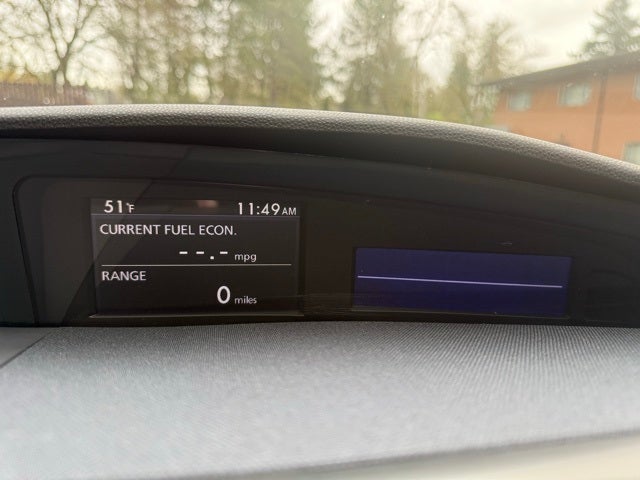 51°F 11:49AM
CURRENT FUEL ECON.
--.- mpg
RANGE
0 miles